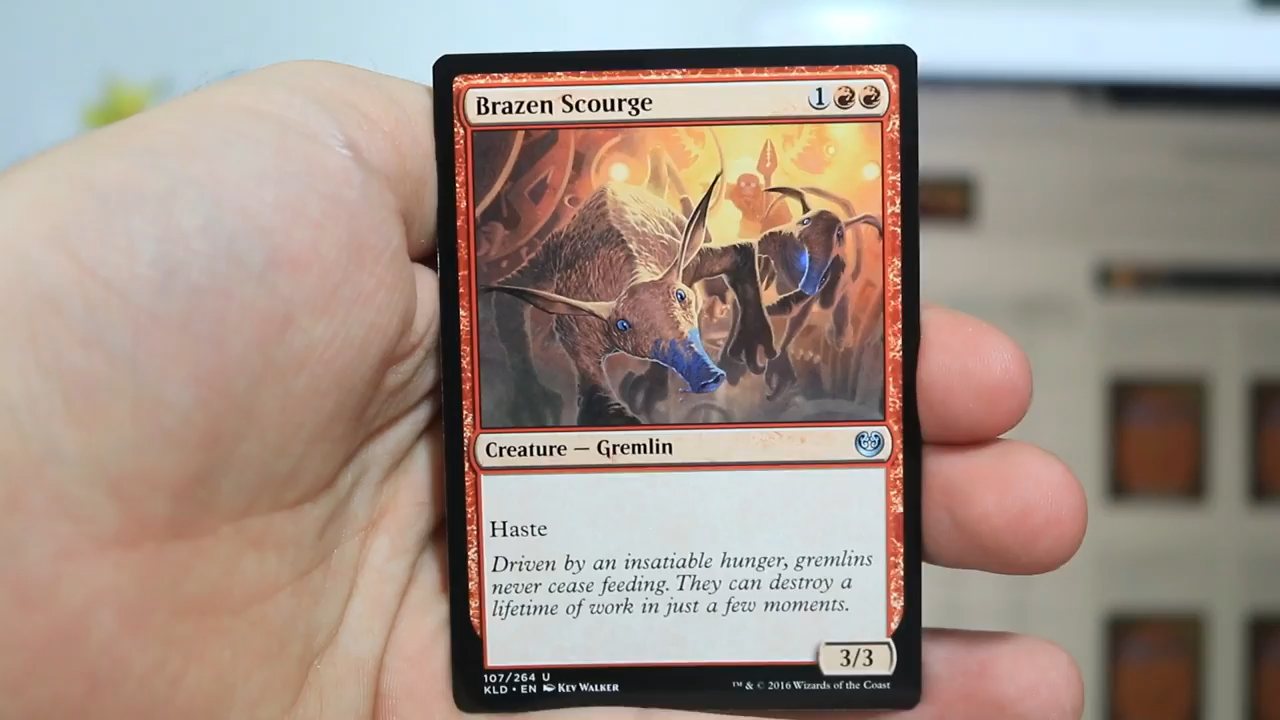 Brazen Scourge 1
Creature — Gremlin
Haste
Driven by an insatiable hunger, gremlins
never cease feeding. They can destroy a
lifetime of work in just a few moments.
3/3
107/264 U
KLD • EN Kev Walker
™ & © 2016 Wizards of the Coast